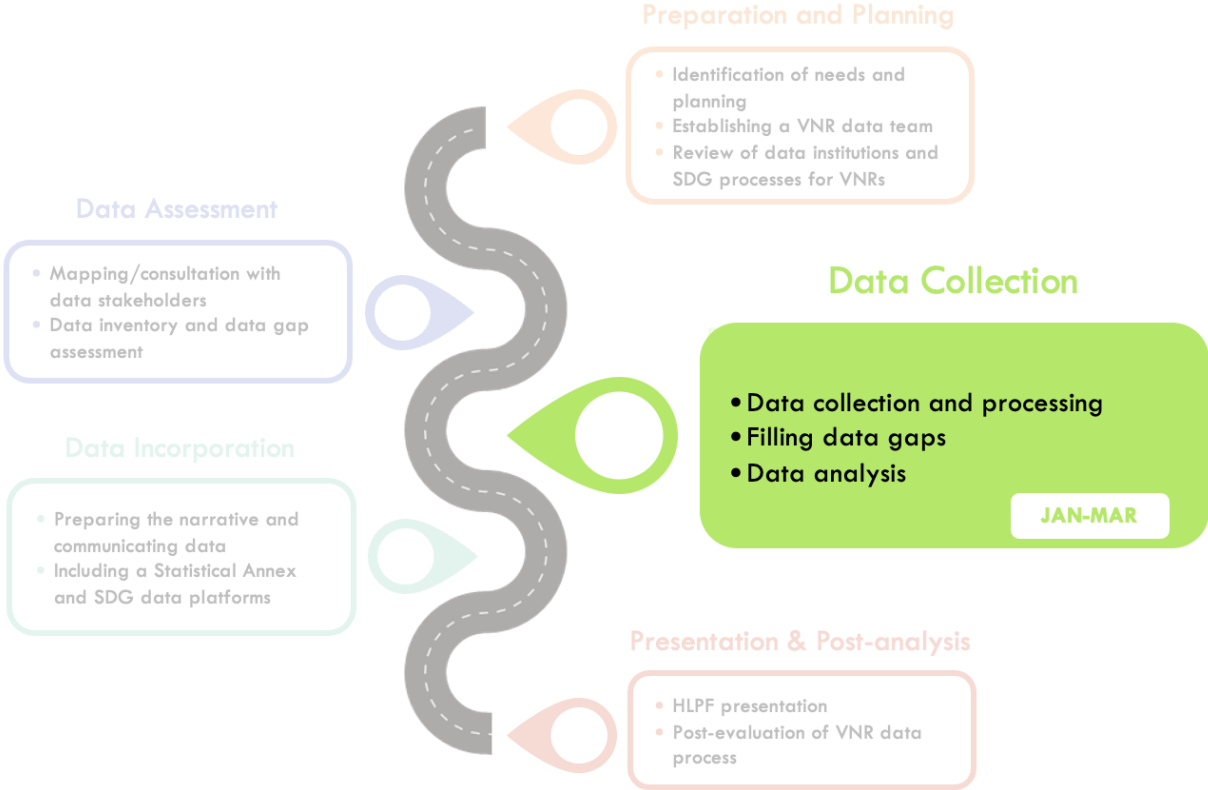 Preparation and Planning
• Identification of needs and
planning
• Establishing a VNR data team
• Review of data institutions and
SDG processes for VNRs
Data Assessment
• Mapping/consultation with
data stakeholders
• Data inventory and data gap
assessment
Data Collection
• Data collection and processing
• Filling data gaps
• Data analysis
JAN-MAR
Data Incorporation
• Preparing the narrative and
communicating data
• Including a Statistical Annex
and SDG data platforms
Presentation & Post-analysis
• HLPF presentation
• Post-evaluation of VNR data
process